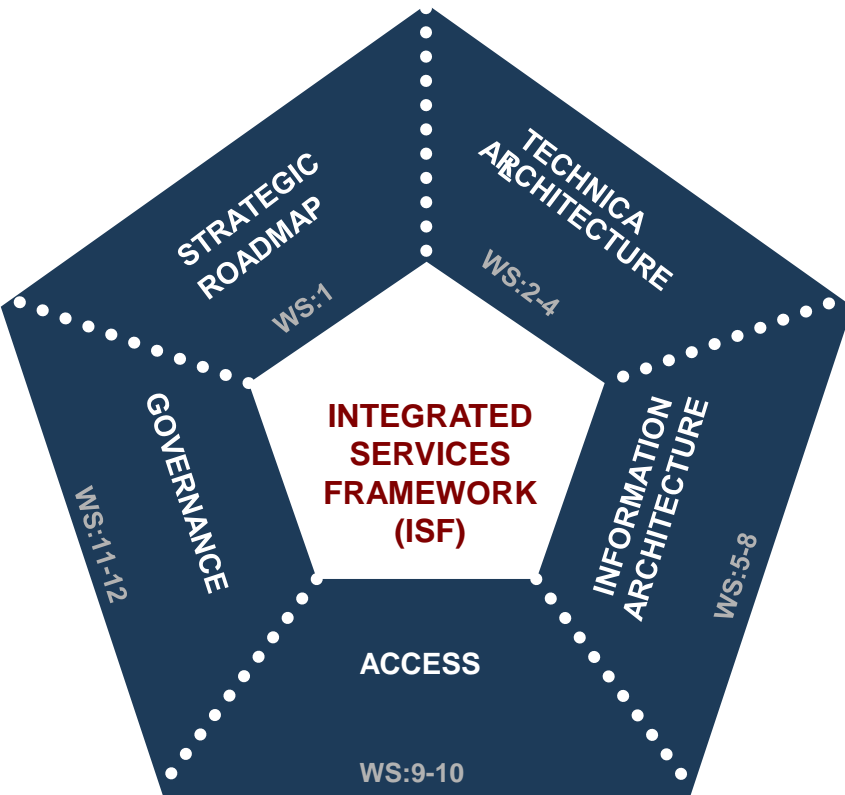 STRATEGIC
ROADMAP
WS:1
TECHNICA
L
ARCHITECTURE
WS:2-4
GOVERNANCE
WS:11-12
INTEGRATED
SERVICES
FRAMEWORK
(ISF)
INFORMATION
ARCHITECTURE
WS:5-8
ACCESS
WS:9-10